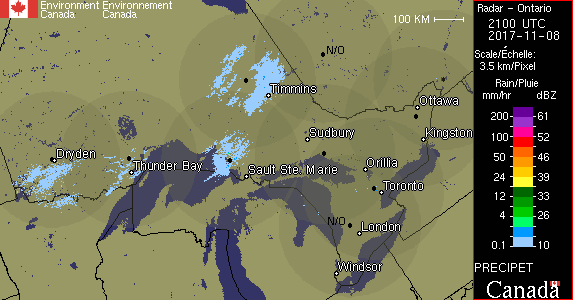 Environment Environnement
Canada Canada
100 KM
N/O
Timmins
Ottawa
Sudbury
Kingston
Dryden
Thunder Bay
Sault Ste. Marie
Orillia
Toronto
N/O
London
Windsor
Radar - Ontario
2100 UTC
2017-11-08
Scale/Échelle:
3.5 km/Pixel
Rain/Pluie
mm/hr dBZ
200 61
100 52
50 46
24 39
12 33
4 26
0.1 10
PRECIPET
Canada